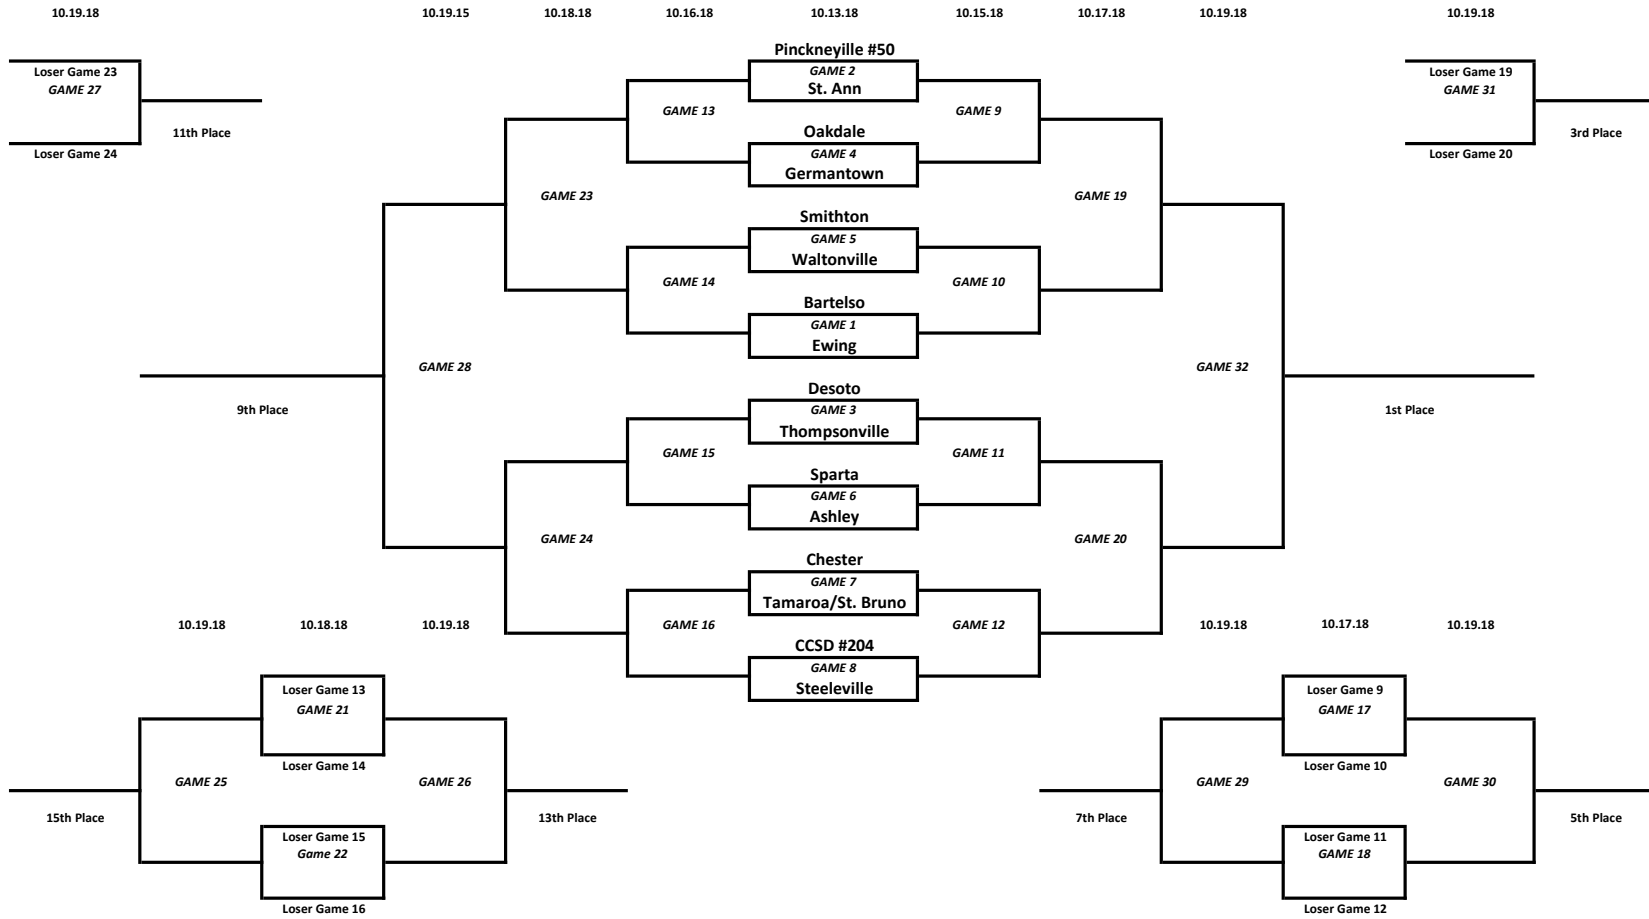 10.19.18 10.19.15 10.18.18 10.16.18 10.13.18 10.15.18 10.17.18 10.19.18 10.19.18
Pinckneyille #50
Loser Game 23 GAME 2 Loser Game 19
GAME 27 St. Ann GAME 31
GAME 13 GAME 9
11th Place Oakdale 3rd Place
Loser Game 24 GAME 4 Loser Game 20
Germantown
GAME 23 GAME 19
Smithton
GAME 5
Waltonville
GAME 14 GAME 10
Bartelso
GAME 1
Ewing
GAME 28 GAME 32
Desoto
9th Place GAME 3 1st Place
Thompsonville
GAME 15 GAME 11
Sparta
GAME 6
Ashley
GAME 24 GAME 20
Chester
GAME 7
Tamaroa/St. Bruno
10.19.18 10.18.18 10.19.18 GAME 16 GAME 12 10.19.18 10.17.18 10.19.18
CCSD #204
GAME 8
Loser Game 13 Steeleville Loser Game 9
GAME 21 GAME 17
Loser Game 14 Loser Game 10
GAME 25 GAME 26 GAME 29 GAME 30
15th Place 13th Place 7th Place 5th Place
Loser Game 15 Loser Game 11
Game 22 GAME 18
Loser Game 16 Loser Game 12